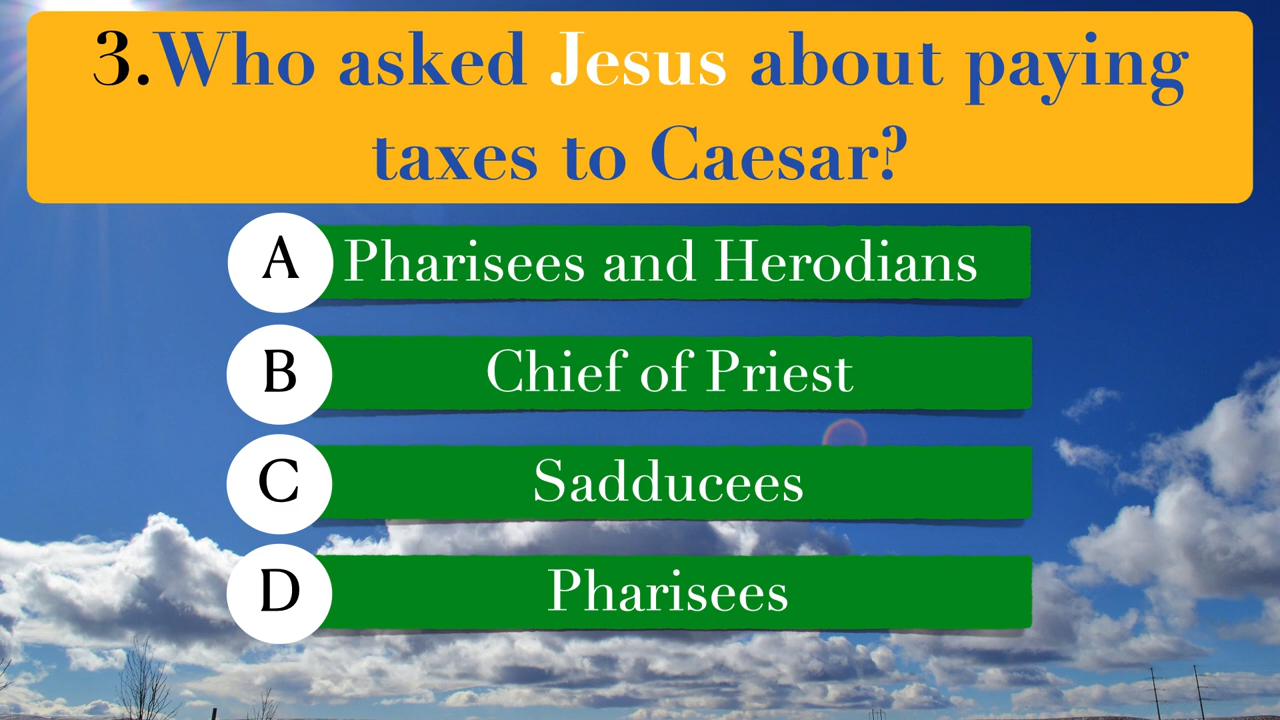 3.Who asked Jesus about paying
taxes to Caesar?
A Pharisees and Herodians
B Chief of Priest
C Sadducees
D Pharisees